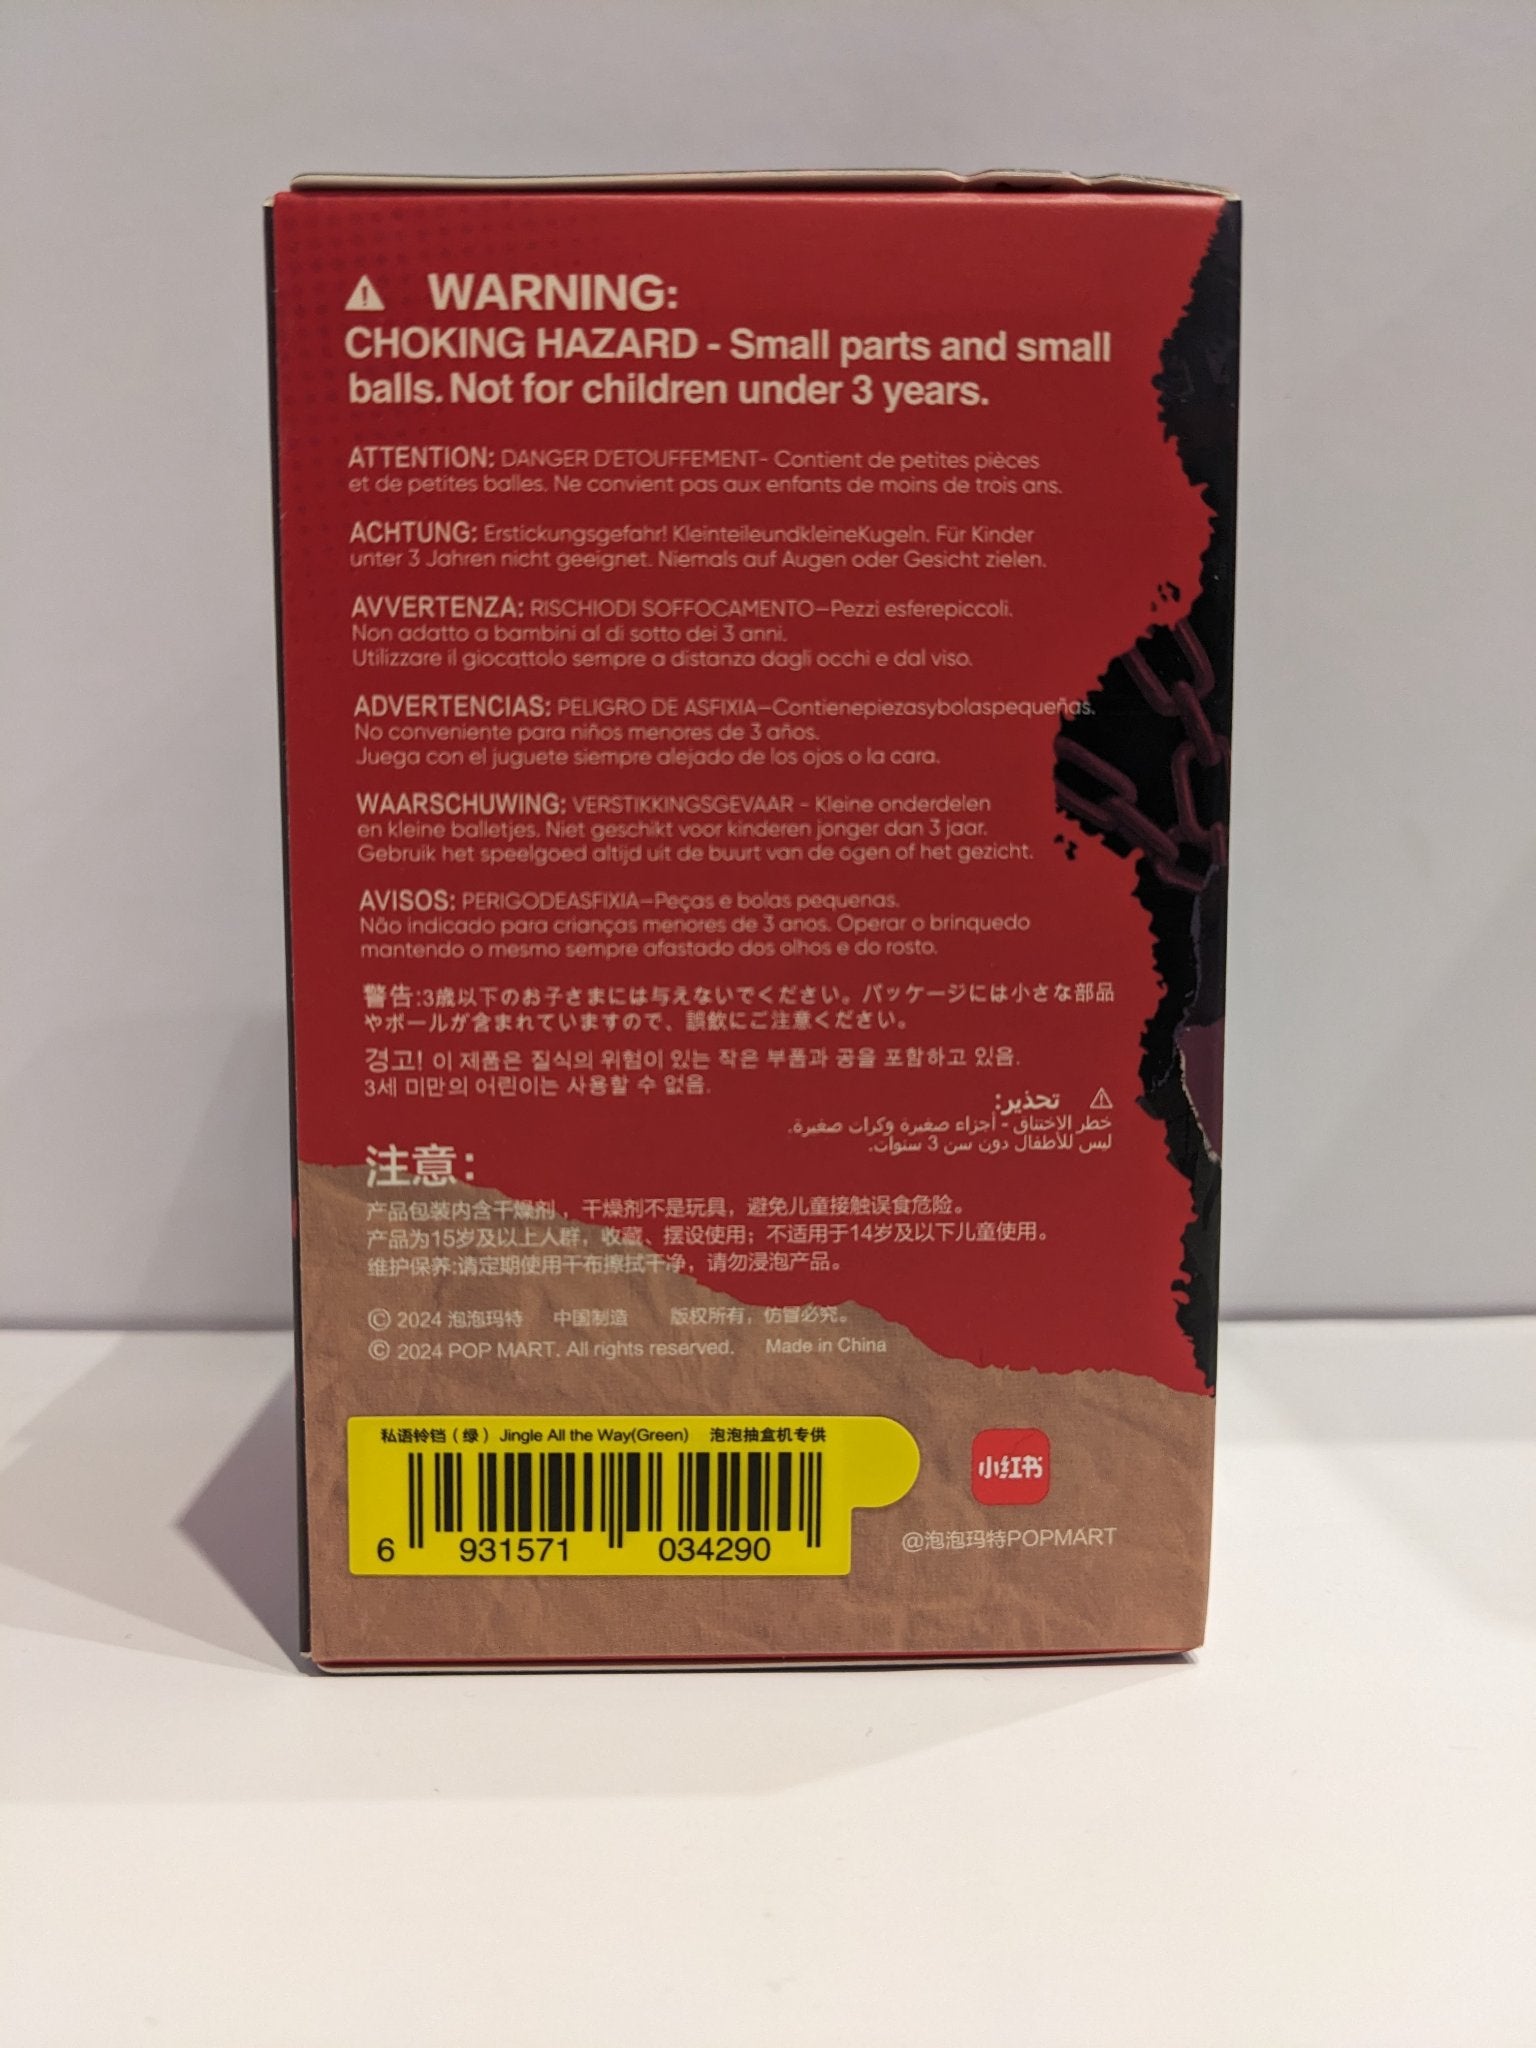 ⚠ WARNING:
CHOKING HAZARD - Small parts and small
balls. Not for children under 3 years.
ATTENTION: DANGER D'ETOUFFEMENT- Contient de petites pièces
et de petites balles. Ne convient pas aux enfants de moins de trois ans.
ACHTUNG: Erstickungsgefahr! KleinteileundkleineKugeln. Für Kinder
unter 3 Jahren nicht geeignet. Niemals auf Augen oder Gesicht zielen.
AVVERTENZA: RISCHIODI SOFFOCAMENTO—Pezzi esferepiccoli.
Non adatto a bambini al di sotto dei 3 anni.
Utilizzare il giocattolo sempre a distanza dagli occhi e dal viso.
ADVERTENCIAS: PELIGRO DE ASFIXIA—Contienepiezasybolaspequeñas.
No conveniente para niños menores de 3 años.
Juega con el juguete siempre alejado de los ojos o la cara.
WAARSCHUWING: VERSTIKKINGSGEVAAR - Kleine onderdelen
en kleine balletjes. Niet geschikt voor kinderen jonger dan 3 jaar.
Gebruik het speelgoed altijd uit de buurt van de ogen of het gezicht.
AVISOS: PERIGODEASFIXIA—Peças e bolas pequenas.
Não indicado para crianças menores de 3 anos. Operar o brinquedo
mantendo o mesmo sempre afastado dos olhos e do rosto.
警告:3歳以下のお子さまには与えないでください。パッケージには小さな部品
やボールが含まれていますので、誤飲にご注意ください。
경고! 이 제품은 질식의 위험이 있는 작은 부품과 공을 포함하고 있음.
3세 미만의 어린이는 사용할 수 없음.
⚠ تحذير:
خطر الاختناق - أجزاء صغيرة وكرات صغيرة.
ليس للأطفال دون سن 3 سنوات.
注意：
产品包装内含干燥剂，干燥剂不是玩具，避免儿童接触误食危险。
产品为15岁及以上人群，收藏、摆设使用；不适用于14岁及以下儿童使用。
维护保养:请定期使用干布擦拭干净，请勿浸泡产品。
© 2024 泡泡玛特 中国制造 版权所有，仿冒必究。
© 2024 POP MART. All rights reserved. Made in China
私语铃铛（绿）Jingle All the Way(Green) 泡泡抽盒机专供
6 931571 034290
小红书
@泡泡玛特POPMART